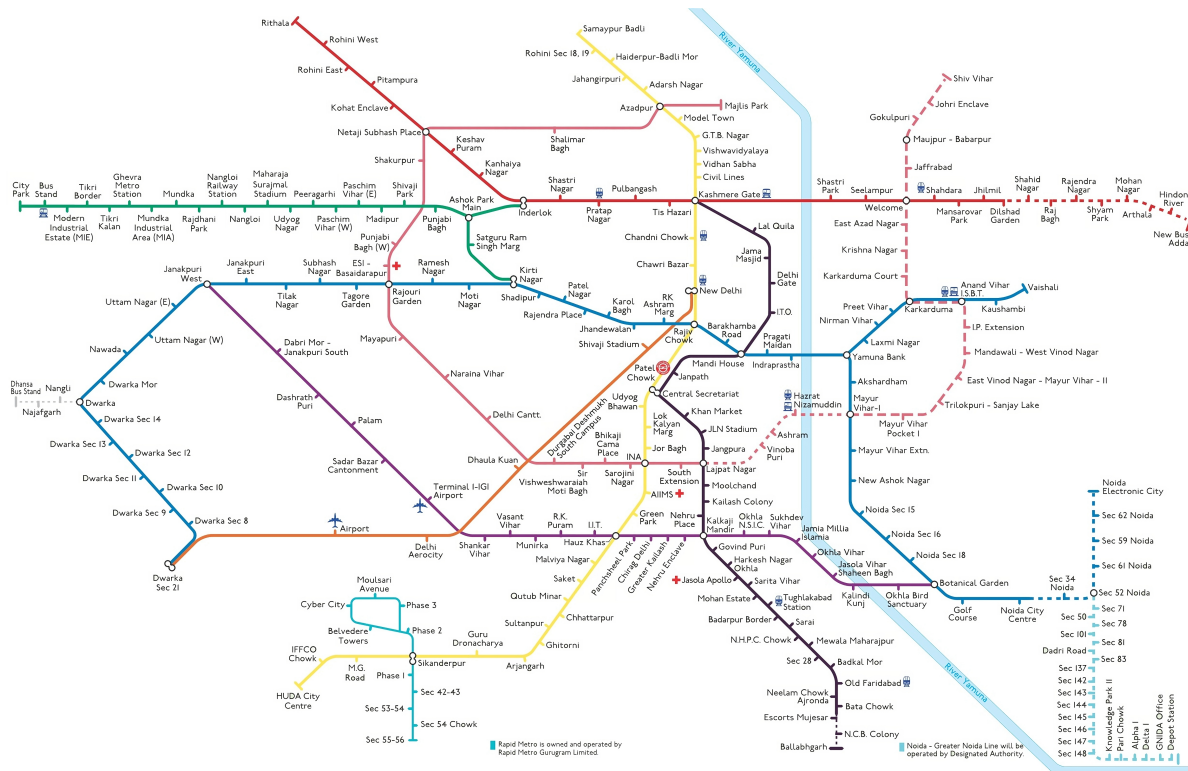 Rithala
Rohini West
Rohini East
Pitampura
Kohat Enclave
Netaji Subhash Place
Keshav
Puram
Kanhaiya
Nagar
Inderlok
Shastri
Nagar
Pratap
Nagar
Pulbangash
Tis Hazari
Kashmere Gate
Shastri
Park
Seelampur
Welcome
Shahdara
Mansarovar
Park
Jhilmil
Dilshad
Garden
Shahid
Nagar
Raj
Bagh
Rajendra
Nagar
Shyam
Park
Mohan
Nagar
Arthala
Hindon
River
New Bus
Adda
Samaypur Badli
Rohini Sec 18, 19
Haiderpur-Badli Mor
Jahangirpuri
Adarsh Nagar
Azadpur
Majlis Park
Model Town
G.T.B. Nagar
Vishwavidyalaya
Vidhan Sabha
Civil Lines
River Yamuna
Shiv Vihar
Johri Enclave
Gokulpuri
Maujpur - Babarpur
Jaffrabad
East Azad Nagar
Krishna Nagar
Karkarduma Court
Karkarduma
Anand Vihar
I.S.B.T.
Kaushambi
Vaishali
I.P. Extension
Mandawali - West Vinod Nagar
East Vinod Nagar - Mayur Vihar - II
Trilokpuri - Sanjay Lake
Mayur Vihar
Pocket I
Shalimar
Bagh
Shakurpur
City
Park
Bus
Stand
Modern
Industrial
Estate (MIE)
Tikri
Border
Tikri
Kalan
Ghevra
Metro
Station
Mundka
Industrial
Area (MIA)
Mundka
Rajdhani
Park
Nangloi
Railway
Station
Nangloi
Maharaja
Surajmal
Stadium
Udyog
Nagar
Peeragarhi
Paschim
Vihar (W)
Paschim
Vihar (E)
Madipur
Shivaji
Park
Punjabi
Bagh
Ashok Park
Main
Satguru Ram
Singh Marg
Kirti
Nagar
Punjabi
Bagh (W)
ESI -
Basaidarapur
Rajouri
Garden
Janakpuri
West
Janakpuri
East
Tilak
Nagar
Subhash
Nagar
Tagore
Garden
Ramesh
Nagar
Moti
Nagar
Shadipur
Patel
Nagar
Rajendra Place
Karol
Bagh
Jhandewalan
RK
Ashram
Marg
Rajiv
Chowk
Barakhamba
Road
Mandi House
Pragati
Maidan
Indraprastha
Yamuna Bank
Laxmi Nagar
Nirman Vihar
Preet Vihar
Akshardham
Mayur
Vihar-I
Mayur Vihar Extn.
New Ashok Nagar
Noida Sec 15
Noida Sec 16
Noida Sec 18
Botanical Garden
Golf
Course
Noida City
Centre
Sec 34
Noida
Sec 52 Noida
Sec 61 Noida
Sec 59 Noida
Sec 62 Noida
Noida
Electronic City
Chandni Chowk
Chawri Bazar
New Delhi
Lal Quila
Jama
Masjid
Delhi
Gate
I.T.O.
Shivaji Stadium
Patel
Chowk
Janpath
Central Secretariat
Udyog
Bhawan
Khan Market
Lok
Kalyan
Marg
JLN Stadium
Jor Bagh
Jangpura
INA
Lajpat Nagar
South
Extension
AIIMS
Green
Park
Hauz Khas
Hazrat
Nizamuddin
Ashram
Vinoba
Puri
Uttam Nagar (E)
Uttam Nagar (W)
Nawada
Dwarka Mor
Dhansa
Bus Stand
Nangli
Najafgarh
Dwarka
Dwarka Sec 14
Dwarka Sec 13
Dwarka Sec 12
Dwarka Sec 11
Dwarka Sec 10
Dwarka Sec 9
Dwarka Sec 8
Dwarka
Sec 21
Airport
Delhi
Aerocity
Dhaula Kuan
Durgabai Deshmukh
South Campus
Dabri Mor -
Janakpuri South
Dashrath
Puri
Palam
Sadar Bazar
Cantonment
Terminal I-IGI
Airport
Shankar
Vihar
Vasant
Vihar
Munirka
R.K.
Puram
I.I.T.
Mayapuri
Naraina Vihar
Delhi Cantt.
Sir
Vishweshwaraiah
Moti Bagh
Bhikaji
Cama
Place
Sarojini
Nagar
Panchsheel Park
Chirag Delhi
Greater Kailash
Nehru Enclave
Moolchand
Kailash Colony
Nehru
Place
Kalkaji
Mandir
Okhla
N.S.I.C.
Sukhdev
Vihar
Jamia Millia
Islamia
Okhla Vihar
Jasola Vihar
Shaheen Bagh
Kalindi
Kunj
Okhla Bird
Sanctuary
Govind Puri
Harkesh Nagar
Okhla
Jasola Apollo
Sarita Vihar
Mohan Estate
Tughlakabad
Station
Badarpur Border
Sarai
N.H.P.C. Chowk
Mewala Maharajpur
Sec 28
Badkal Mor
Old Faridabad
Neelam Chowk
Ajronda
Bata Chowk
Escorts Mujesar
N.C.B. Colony
Ballabhgarh
Malviya Nagar
Saket
Qutub Minar
Chhattarpur
Sultanpur
Ghitorni
Arjangarh
Guru
Dronacharya
Sikanderpur
M.G.
Road
IFFCO
Chowk
HUDA City
Centre
Moulsari
Avenue
Cyber City
Phase 3
Belvedere
Towers
Phase 2
Phase 1
Sec 42-43
Sec 53-54
Sec 54 Chowk
Sec 55-56
Sec 71
Sec 50
Sec 78
Sec 101
Sec 81
Dadri Road
Sec 83
Sec 137
Sec 142
Sec 143
Sec 144
Sec 145
Sec 146
Sec 147
Sec 148
Knowledge Park II
Pari Chowk
Alpha I
Delta I
GNIDA Office
Depot Station
River Yamuna
Rapid Metro is owned and operated by
Rapid Metro Gurugram Limited.
Noida - Greater Noida Line will be
operated by Designated Authority.